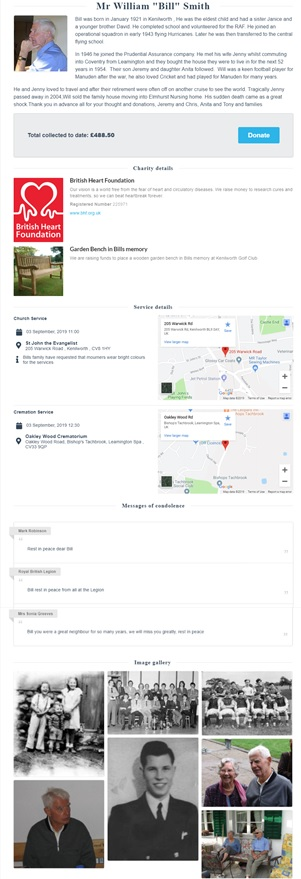 Mr William "Bill" Smith
Bill was born in January 1921 in Kenilworth . He was the eldest child and had a sister Janice and
a younger brother David. He completed school and volunteered for the RAF. He joined an
operational squadron in early 1943 flying Hurricanes. Later he was then transferred to the central
flying school
In 1946 he joined the Prudential Assurance company. He met his wife Jenny whilst commuting
into Coventry from Leamington and they bought the house they were to live in for the next 52
years in 1954 . Their son Jeremy and daughter Anita followed. Will was a keen football player for
Manuden after the war, he also loved Cricket and had played for Manuden for many years.
He and Jenny loved to travel and after their retirement were often off on another cruise to see the world. Tragically Jenny
passed away in 2004.Will sold the family house moving into Elmhurst Nursing home. His sudden death came as a great
shock Thank you in advance all for your thought and donations. Jeremy and Chris, Anita and Tony and families.
Total collected to date: £488.50
Donate
Charity details
British Heart Foundation
Our vision is a world free from the fear of heart and circulatory diseases. We raise money to research cures and
treatments, so we can beat heartbreak forever.
Registered Number 225971
www.bhf.org.uk
British Heart
Foundation
Garden Bench in Bills memory
We are raising funds to place a wooden garden bench in Bills memory at Kenilworth Golf Club
Service details
Church Service
03 September, 2019 11:00
St John the Evangelist
205 Warwick Road , Kenilworth , CV8 1HY
Bills family have requested that mourners wear bright colours
for the services
205 Warwick Rd
View larger map
Save
205 Warwick Road
Google
Cremation Service
03 September, 2019 12:30
Oakley Wood Crematorium
Oakley Wood Road, Bishop's Tachbrook, Leamington Spa ,
CV33 9QP
Oakley Wood Rd
Bishop's Tachbrook, Leamington Spa,
UK
View larger map
Save
Bishop's Tachbrook
Google
Messages of condolence
Mark Robinson
Rest in peace dear Bill
Royal British Legion
Bill rest in peace from all at the Legion
Mrs Sonia Greeves
Bill you were a great neighbour for so many years, we will miss you greatly, rest in peace
Image gallery